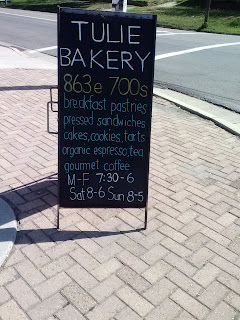 TULIE
BAKERY
863e 700s
breakfast pastries
pressed sandwiches
cakes, cookies, tarts
organic espresso, tea
gourmet coffee
M-F 7:30-6
Sat 8-6 Sun 8-5